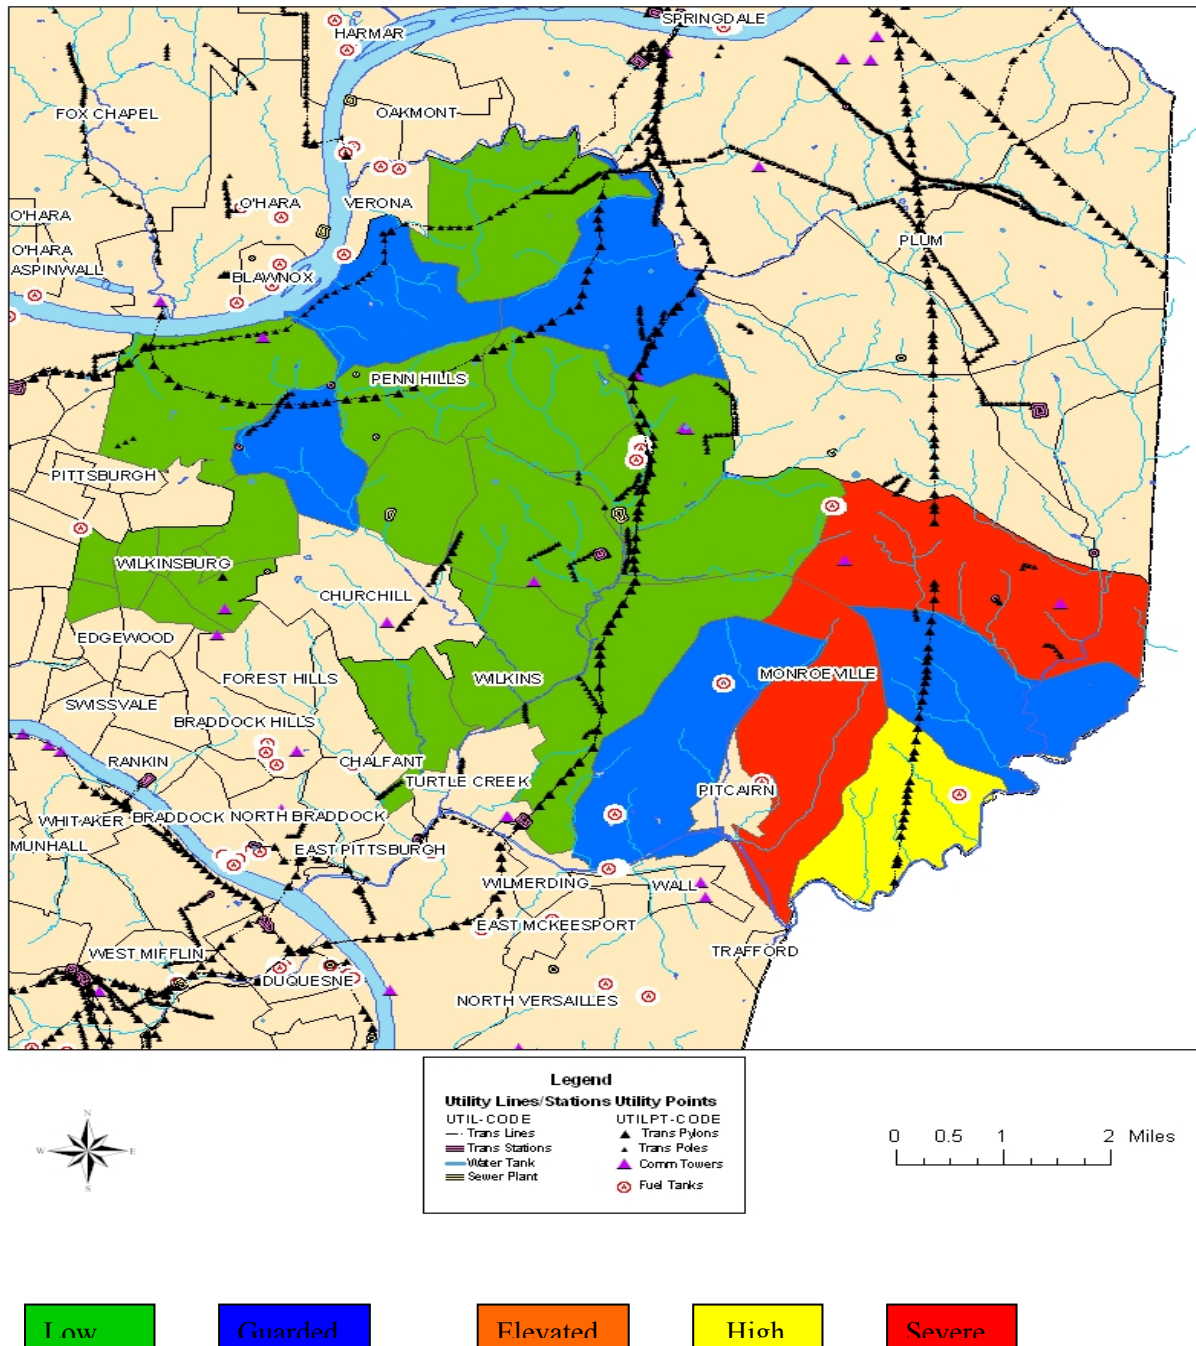 SPRINGDALE
HARMAR
FOX CHAPEL
OAKMONT
O'HARA
O'HARA
VERONA
O'HARA
ASPINWALL
BLAWNOX
PLUM
PENN HILLS
PITTSBURGH
WILKINSBURG
CHURCHILL
EDGEWOOD
FOREST HILLS
WILKINS
MONROEVILLE
SWISSVALE
BRADDOCK HILLS
RANKIN
CHALFANT
TURTLE CREEK
PITCAIRN
WHITAKER
BRADDOCK
NORTH BRADDOCK
MUNHALL
EAST PITTSBURGH
WILMERDING
WALL
EAST MCKEESPORT
WEST MIFFLIN
TRAFFORD
DUQUESNE
NORTH VERSAILLES
Legend
Utility Lines/Stations Utility Points
UTIL-CODE UTILPT-CODE
Trans Lines Trans Pylons
Trans Stations Trans Poles
Water Tank Comm Towers
Sewer Plant Fuel Tanks
N
W E
S
0 0.5 1 2 Miles
Low Guarded Elevated High Severe